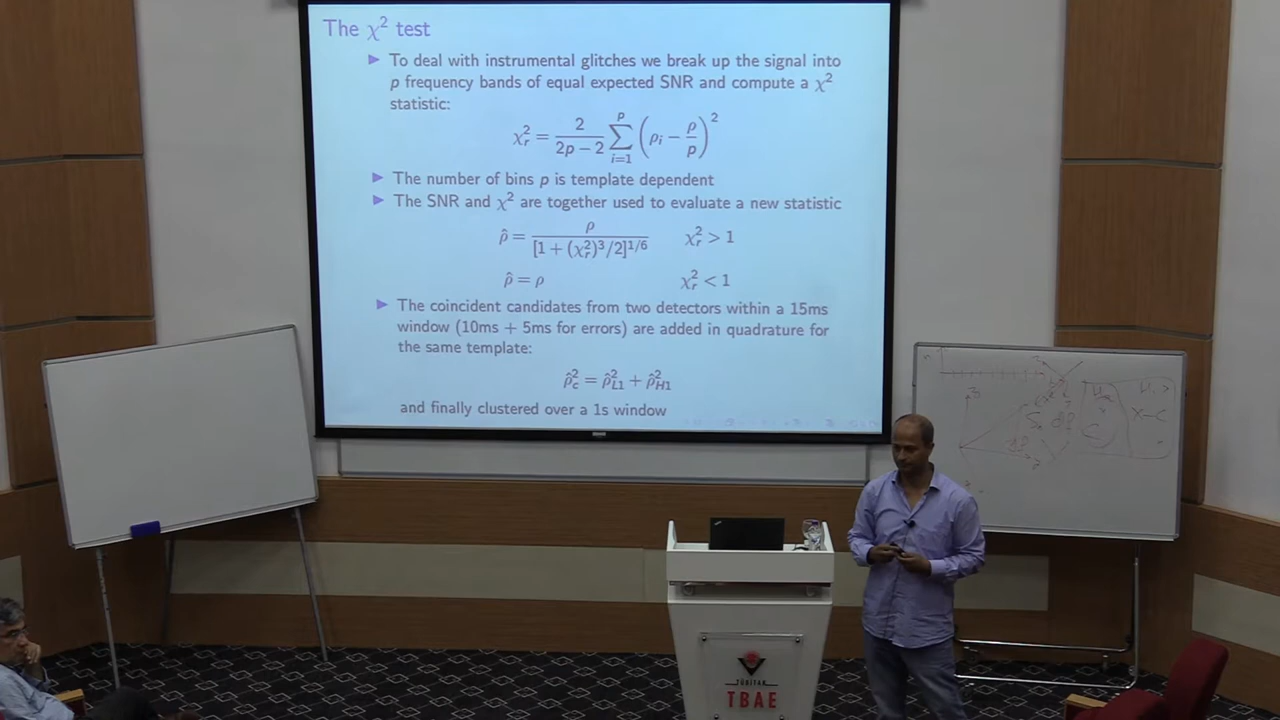 The χ² test
▶ To deal with instrumental glitches we break up the signal into
p frequency bands of equal expected SNR and compute a χ²
statistic:
χ²_r = 2/(2p − 2) ∑_{i=1}^{p} (ρ_i − ρ/p)²
▶ The number of bins p is template dependent
▶ The SNR and χ² are together used to evaluate a new statistic
ρ̂ = ρ/[1 + (χ²_r)³/2]^{1/6} χ²_r > 1
ρ̂ = ρ χ²_r < 1
▶ The coincident candidates from two detectors within a 15ms
window (10ms + 5ms for errors) are added in quadrature for
the same template:
ρ̂²_c = ρ̂²_{L1} + ρ̂²_{H1}
and finally clustered over a 1s window
TÜBİTAK
TBAE